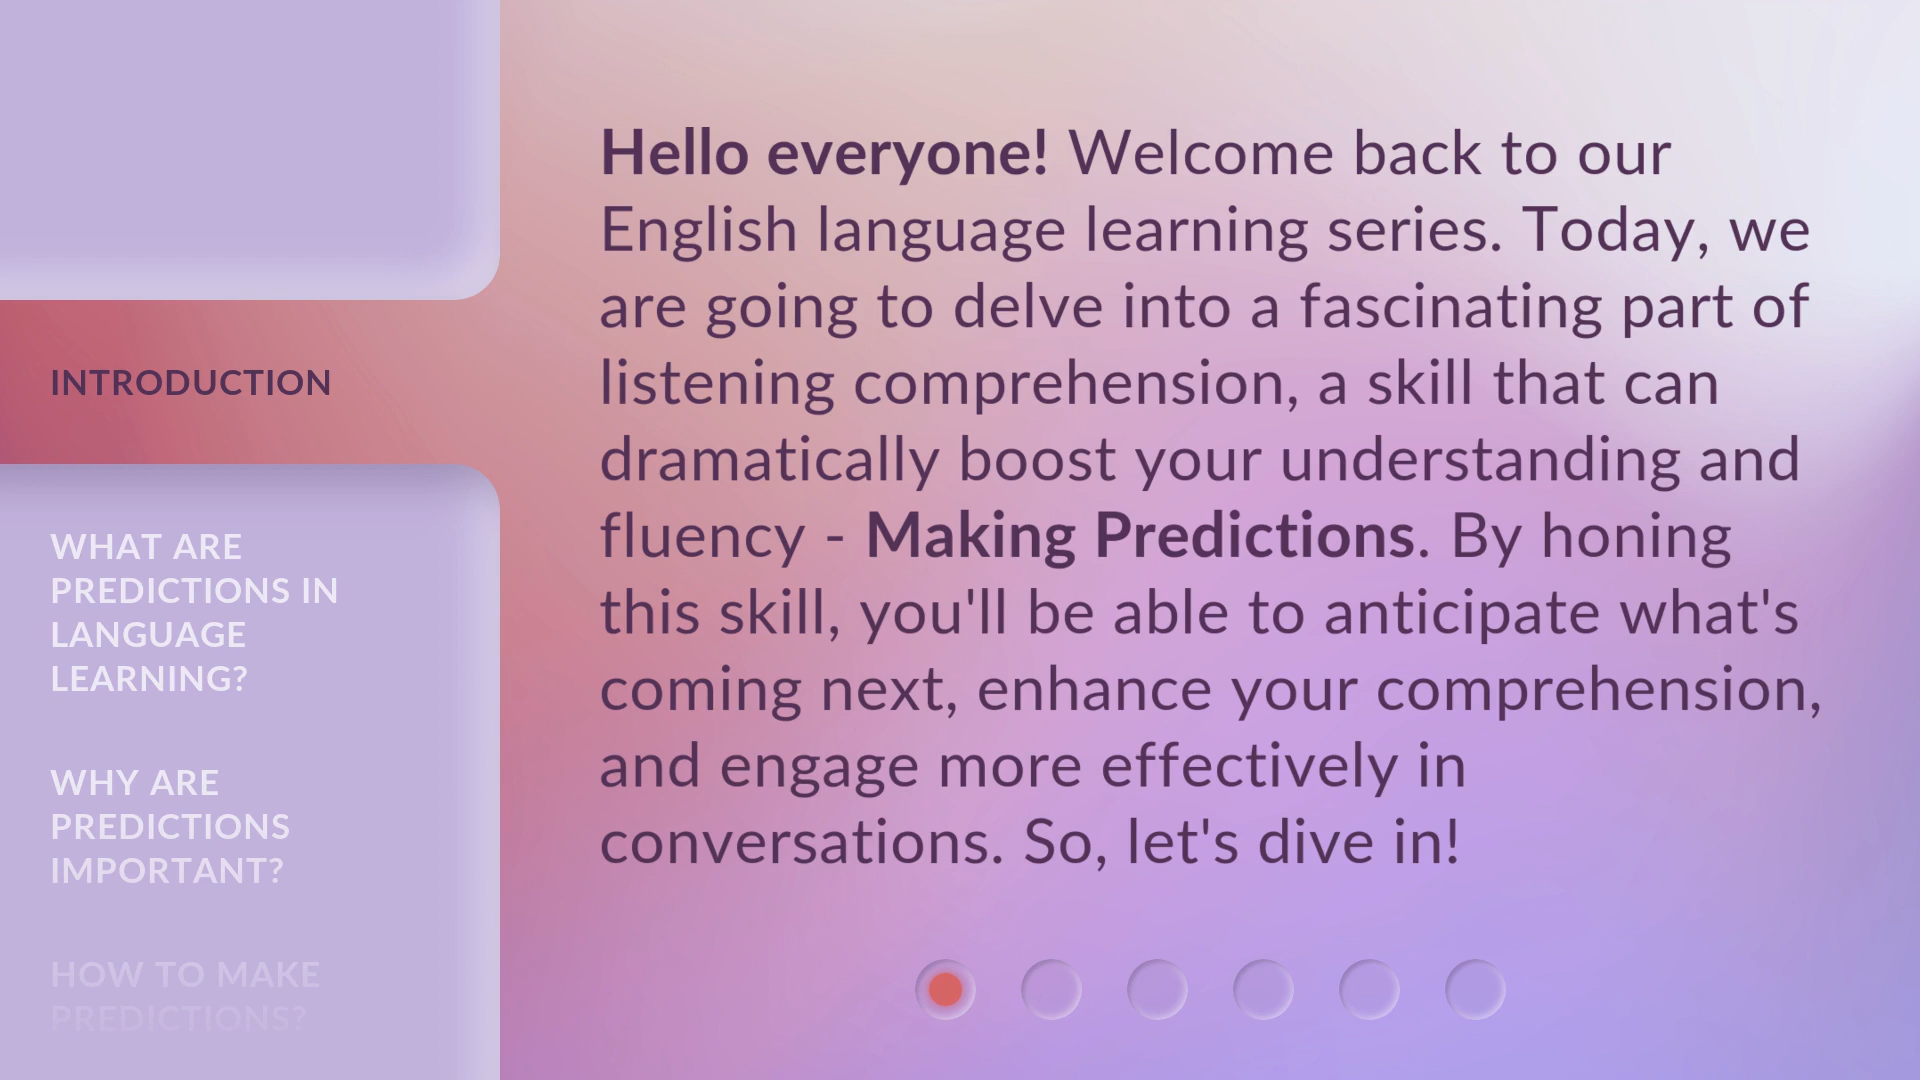 INTRODUCTION
WHAT ARE
PREDICTIONS IN
LANGUAGE
LEARNING?
WHY ARE
PREDICTIONS
IMPORTANT?
HOW TO MAKE
PREDICTIONS?
Hello everyone! Welcome back to our
English language learning series. Today, we
are going to delve into a fascinating part of
listening comprehension, a skill that can
dramatically boost your understanding and
fluency - Making Predictions. By honing
this skill, you'll be able to anticipate what's
coming next, enhance your comprehension,
and engage more effectively in
conversations. So, let's dive in!